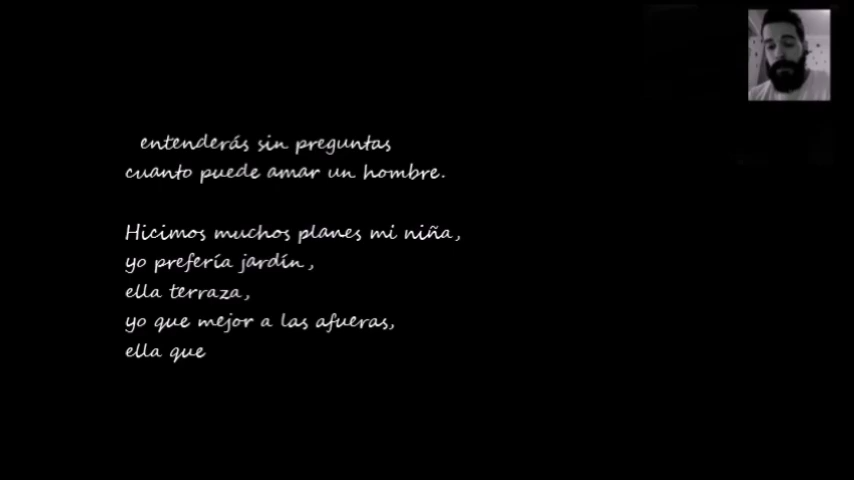 entenderás sin preguntas
cuanto puede amar un hombre.
Hicimos muchos planes mi niña,
yo prefería jardín,
ella terraza,
yo que mejor a las afueras,
ella que